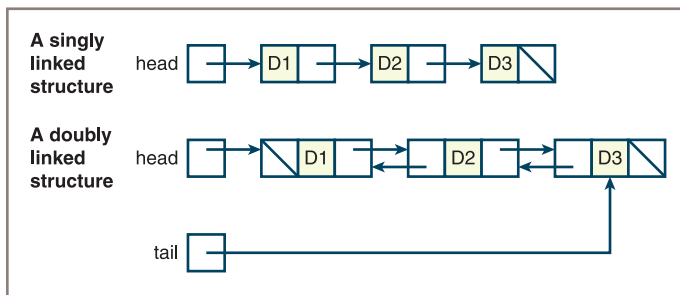 A singly
linked
structure
head
D1
D2
D3
A doubly
linked
structure
head
D1
D2
D3
tail